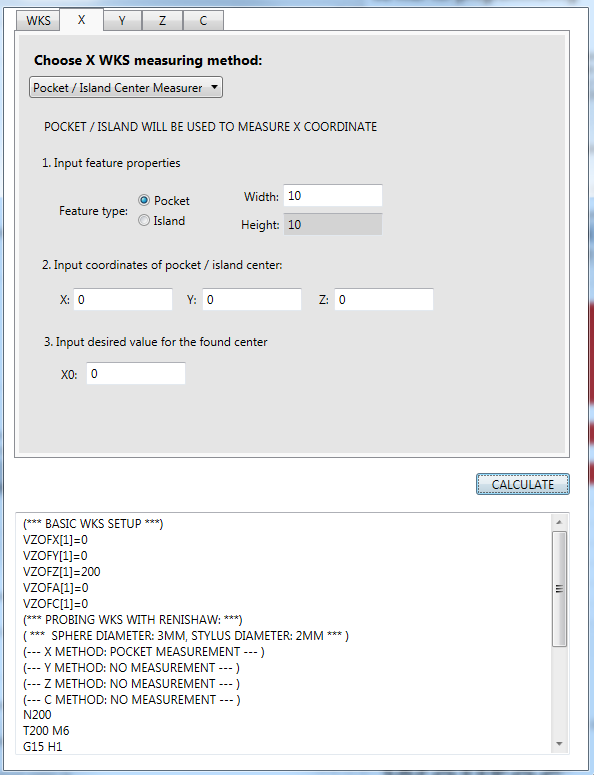 WKS X Y Z C
Choose X WKS measuring method:
Pocket / Island Center Measurer
POCKET / ISLAND WILL BE USED TO MEASURE X COORDINATE
1. Input feature properties
Feature type: Pocket Width: 10
Island Height: 10
2. Input coordinates of pocket / island center:
X: 0 Y: 0 Z: 0
3. Input desired value for the found center
X0: 0
CALCULATE
(*** BASIC WKS SETUP ***)
VZOFX[1]=0
VZOFY[1]=0
VZOFZ[1]=200
VZOFA[1]=0
VZOFC[1]=0
(*** PROBING WKS WITH RENISHAW: ***)
( *** SPHERE DIAMETER: 3MM, STYLUS DIAMETER: 2MM *** )
(--- X METHOD: POCKET MEASUREMENT --- )
(--- Y METHOD: NO MEASUREMENT --- )
(--- Z METHOD: NO MEASUREMENT --- )
(--- C METHOD: NO MEASUREMENT --- )
N200
T200 M6
G15 H1